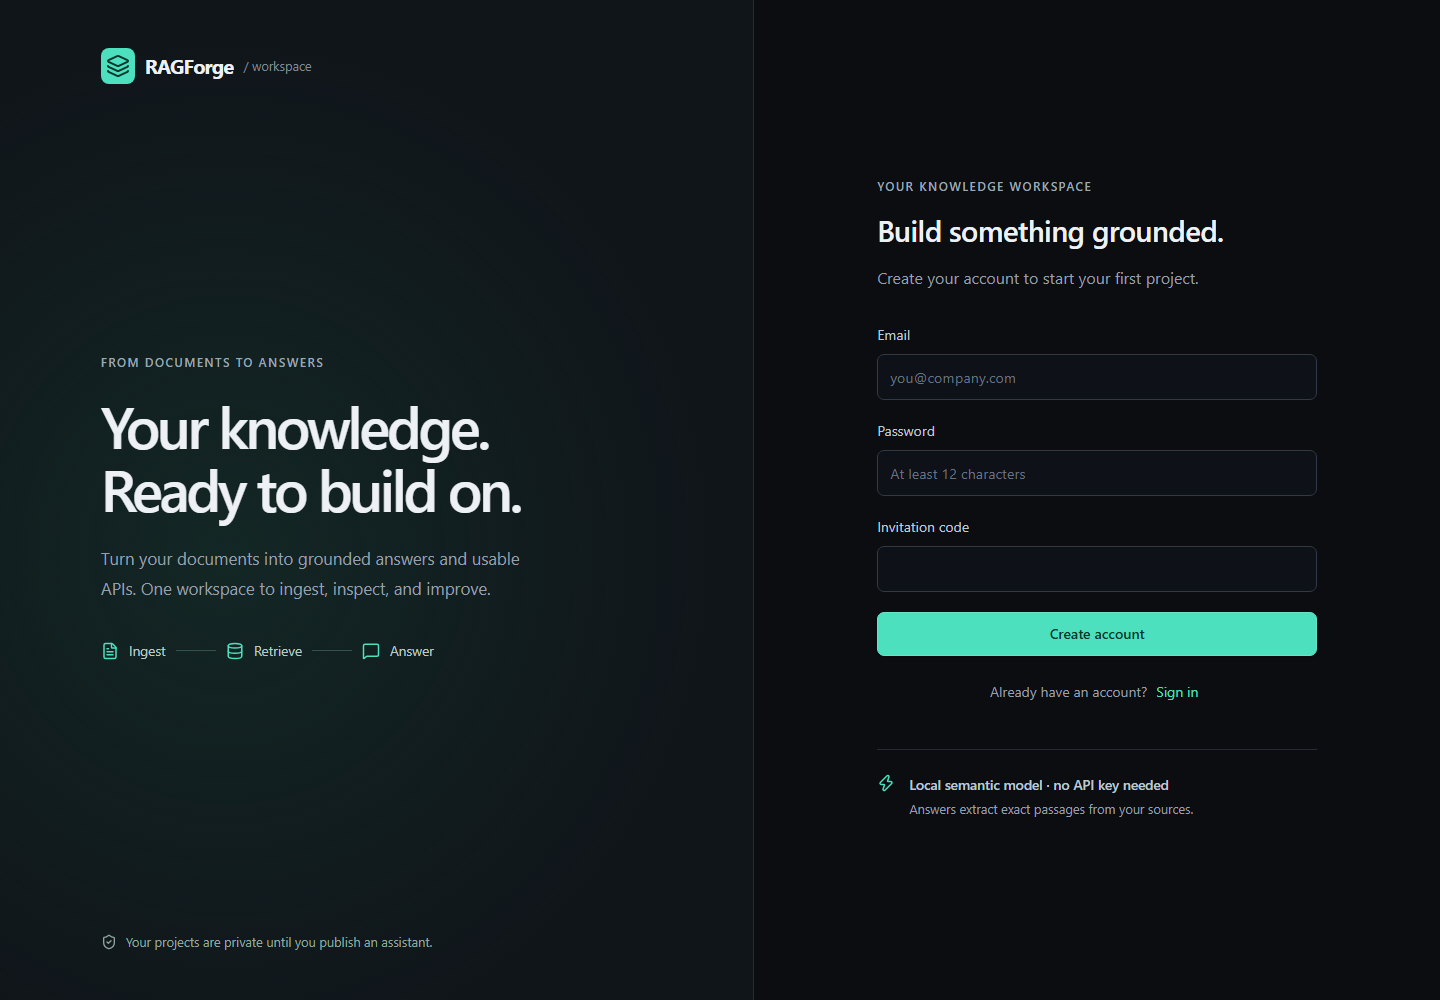 RAGForge / workspace
FROM DOCUMENTS TO ANSWERS
Your knowledge.
Ready to build on.
Turn your documents into grounded answers and usable
APIs. One workspace to ingest, inspect, and improve.
Ingest Retrieve Answer
Your projects are private until you publish an assistant.
YOUR KNOWLEDGE WORKSPACE
Build something grounded.
Create your account to start your first project.
Email
you@company.com
Password
At least 12 characters
Invitation code
Create account
Already have an account? Sign in
Local semantic model · no API key needed
Answers extract exact passages from your sources.